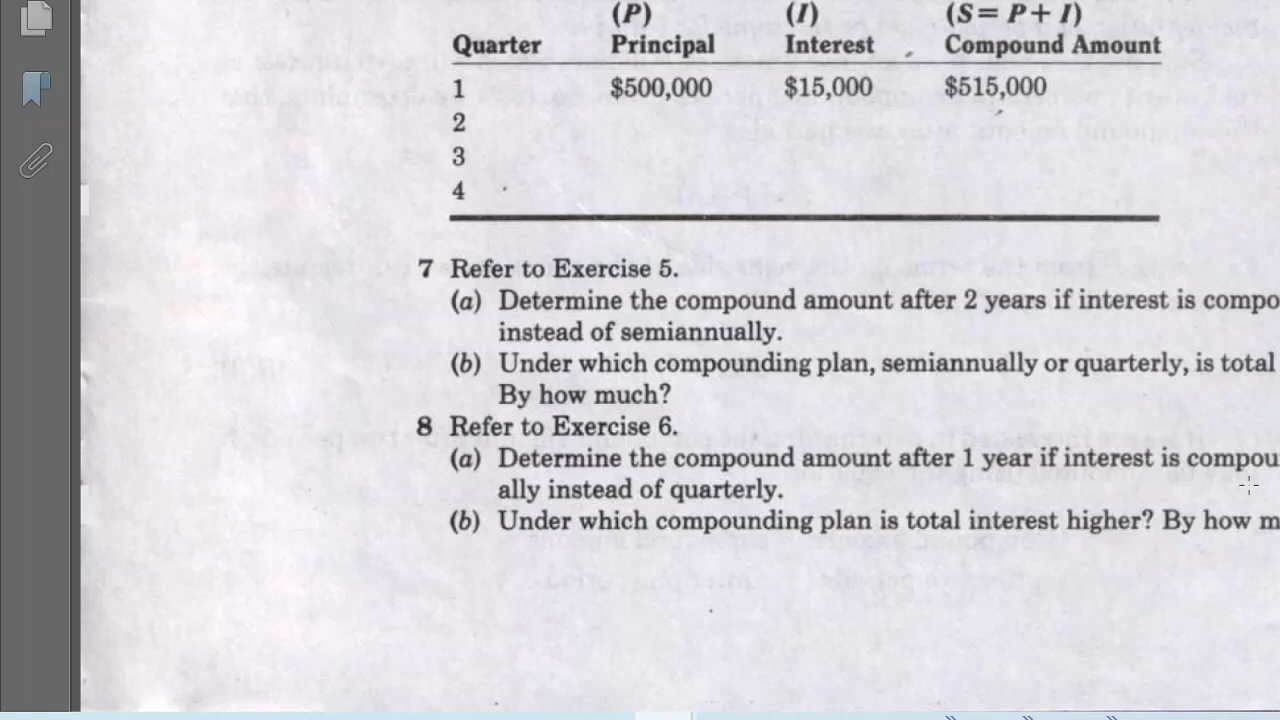 (P) (I) (S = P + I)
Quarter Principal Interest Compound Amount
1 $500,000 $15,000 $515,000
2
3
4
7 Refer to Exercise 5.
(a) Determine the compound amount after 2 years if interest is compo
instead of semiannually.
(b) Under which compounding plan, semiannually or quarterly, is total
By how much?
8 Refer to Exercise 6.
(a) Determine the compound amount after 1 year if interest is compou
ally instead of quarterly.
(b) Under which compounding plan is total interest higher? By how m